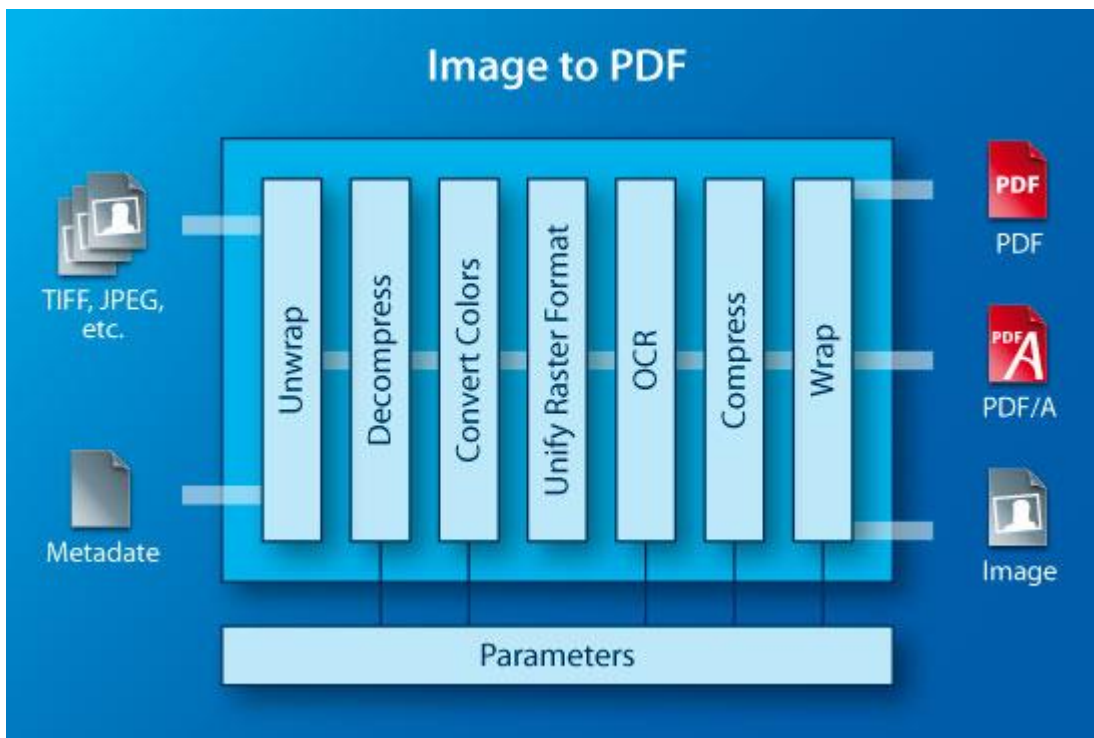 Image to PDF
TIFF, JPEG,
etc.
Metadate
Unwrap
Decompress
Convert Colors
Unify Raster Format
OCR
Compress
Wrap
PDF
PDF
PDF
A
PDF/A
Image
Parameters